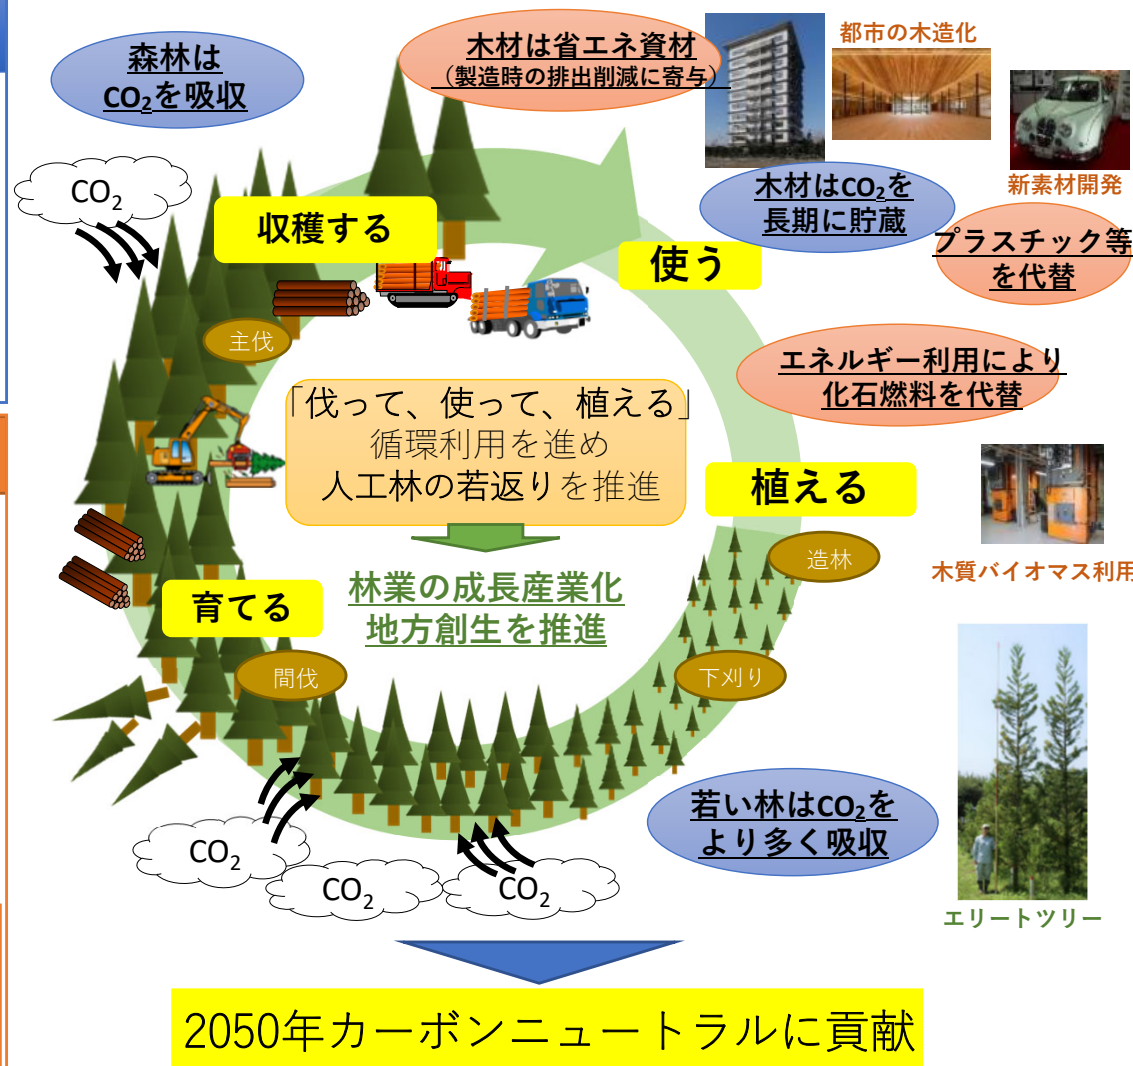 森林は
CO₂を吸収
木材は省エネ資材
（製造時の排出削減に寄与）
都市の木造化
新素材開発
CO₂
収穫する
木材はCO₂を
長期に貯蔵
使う
プラスチック等
を代替
主伐
エネルギー利用により
化石燃料を代替
「伐って、使って、植える」
循環利用を進め
人工林の若返りを推進
植える
造林
木質バイオマス利用
林業の成長産業化
地方創生を推進
育てる
間伐
下刈り
若い林はCO₂を
より多く吸収
CO₂
CO₂
CO₂
エリートツリー
2050年カーボンニュートラルに貢献